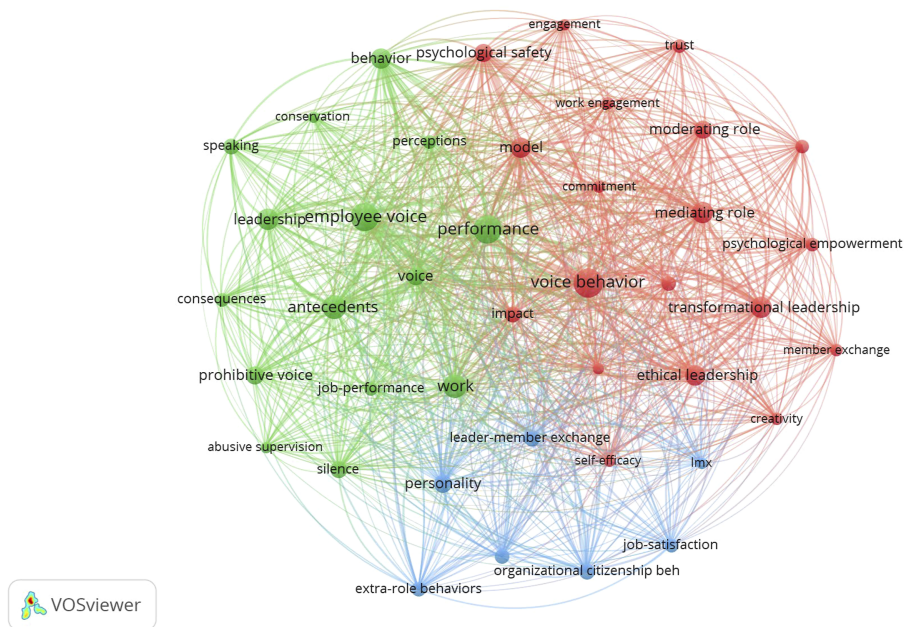 engagement
trust
behavior
psychological safety
work engagement
conservation
moderating role
speaking
perceptions
model
commitment
leadership
employee voice
performance
mediating role
psychological empowerment
voice
voice behavior
consequences
antecedents
impact
transformational leadership
member exchange
prohibitive voice
job-performance
work
ethical leadership
creativity
abusive supervision
leader-member exchange
silence
self-efficacy
lmx
personality
job-satisfaction
organizational citizenship beh
extra-role behaviors
VOSviewer